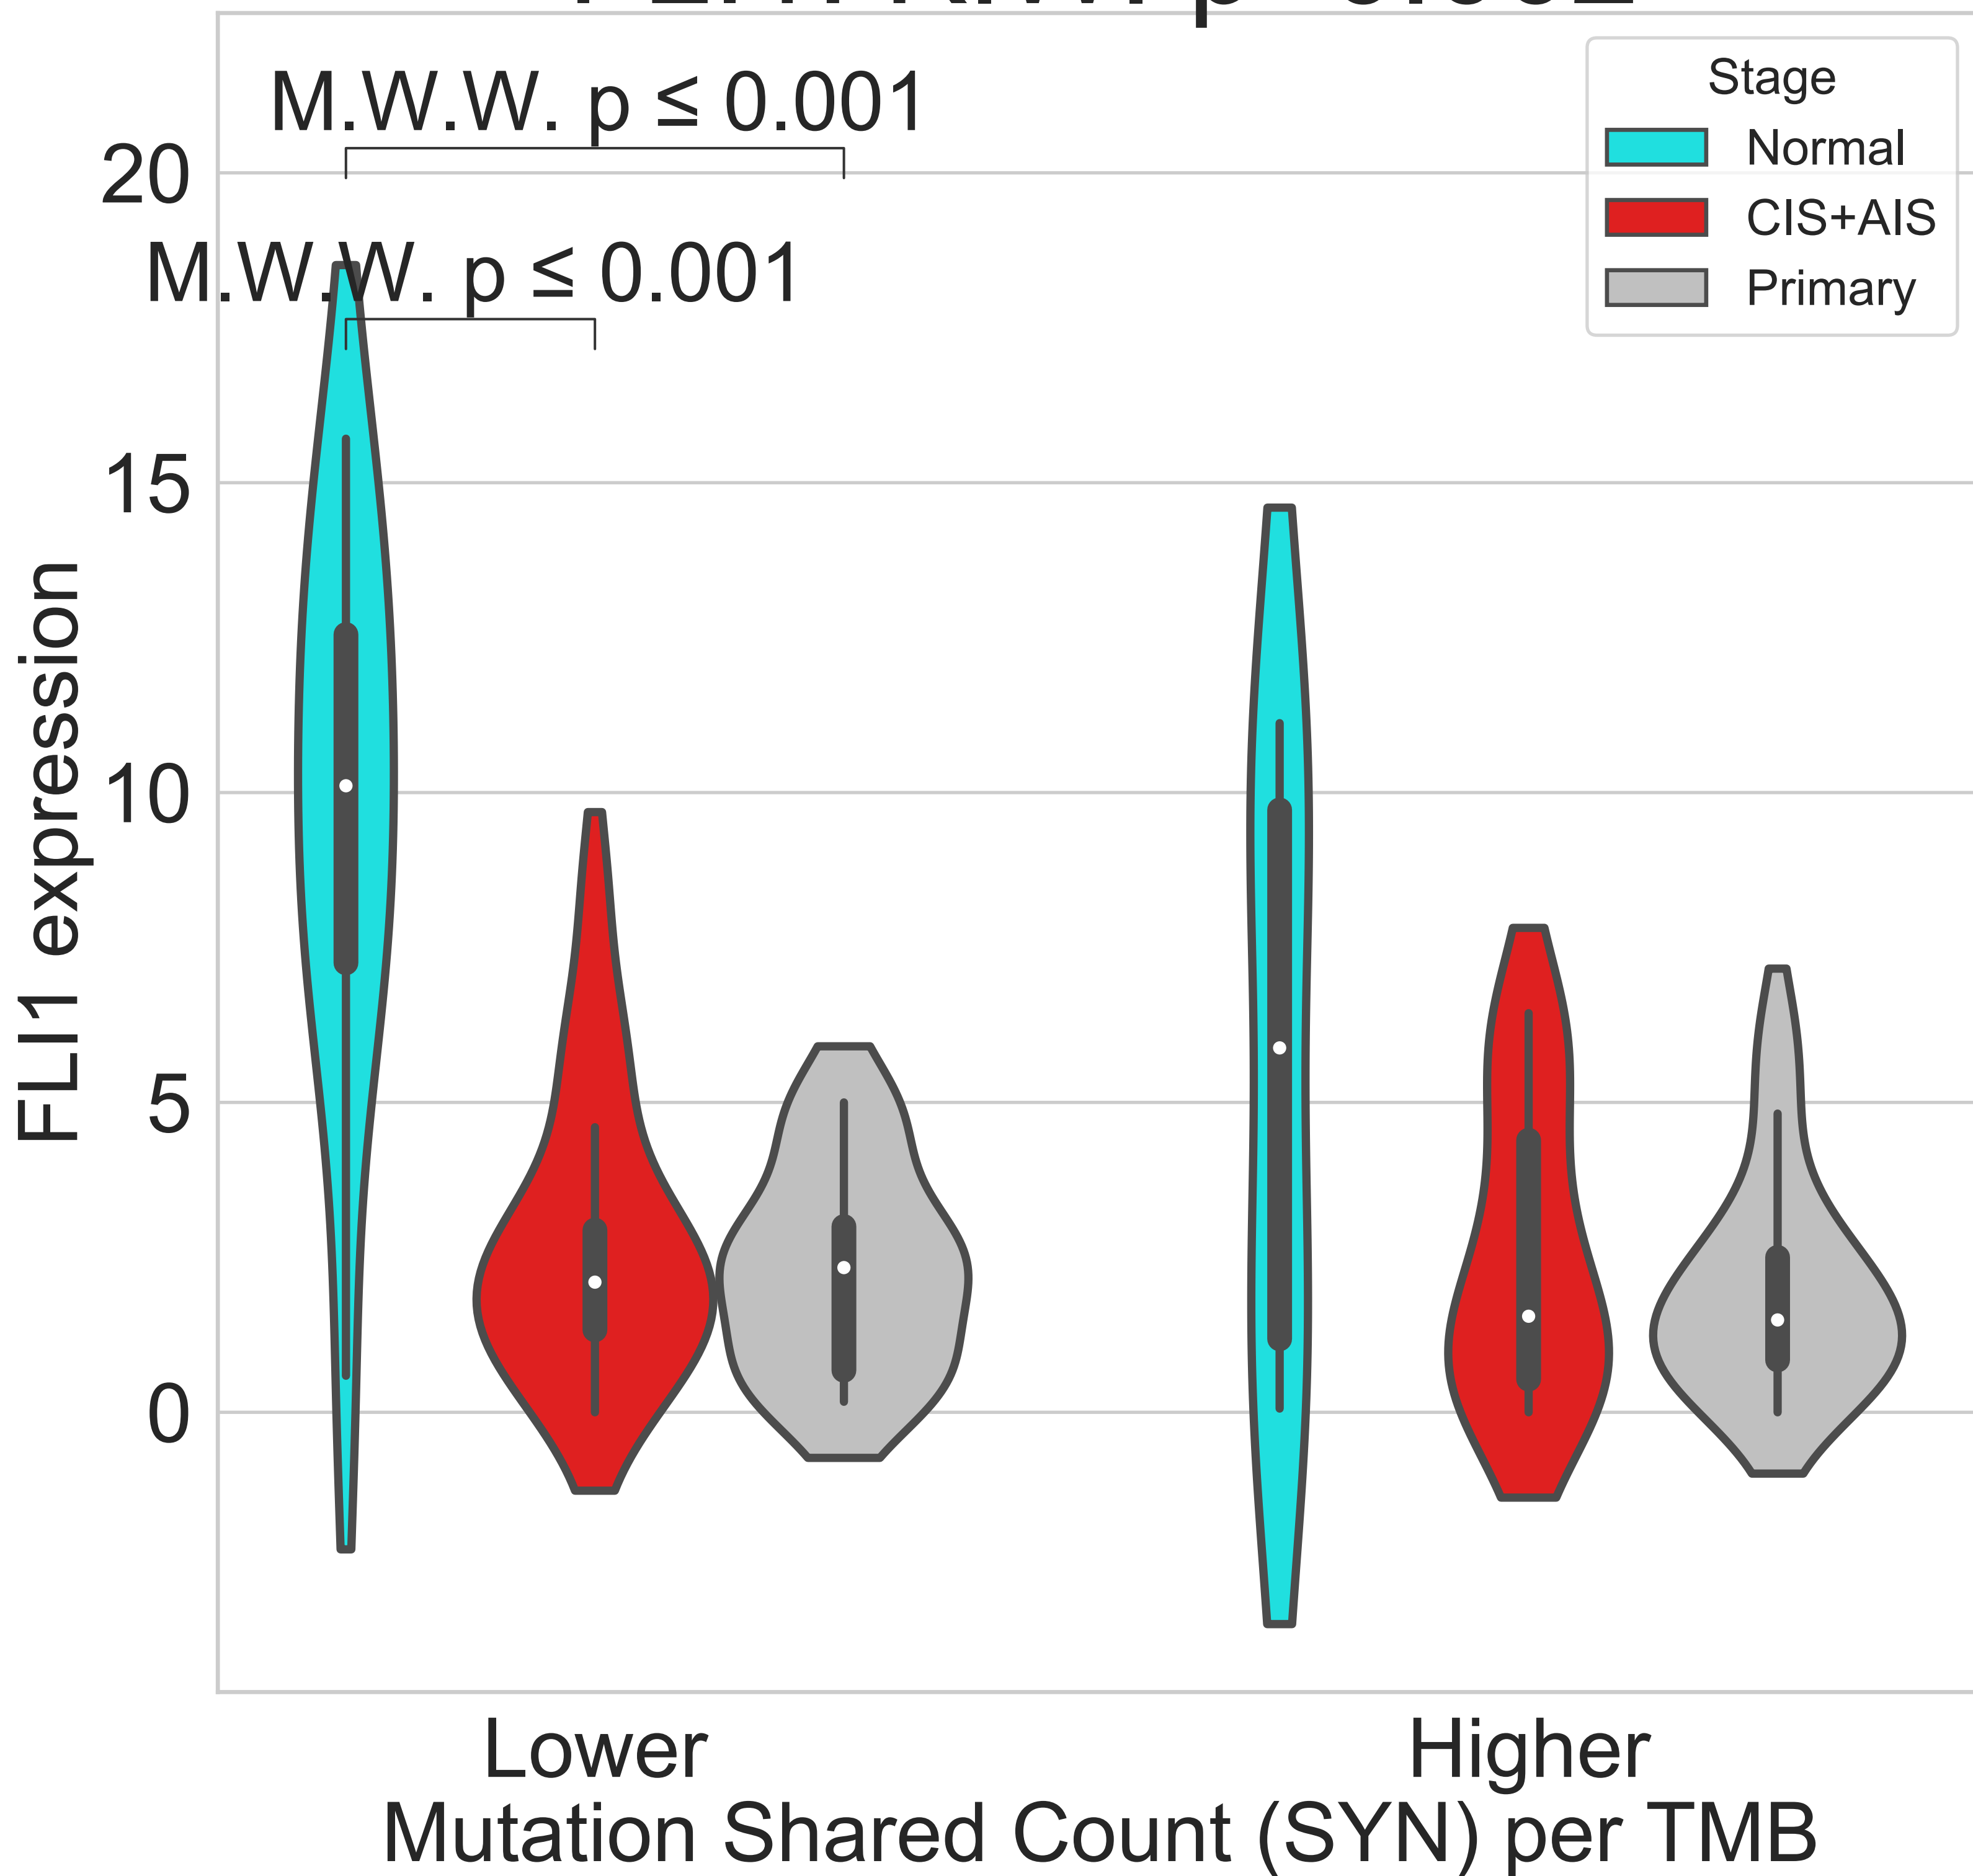 M.W.W. p ≤ 0.001
M.W.W. p ≤ 0.001
Stage
Normal
CIS+AIS
Primary
FLI1 expression
20
15
10
5
0
Lower
Higher
Mutation Shared Count (SYN) per TMB